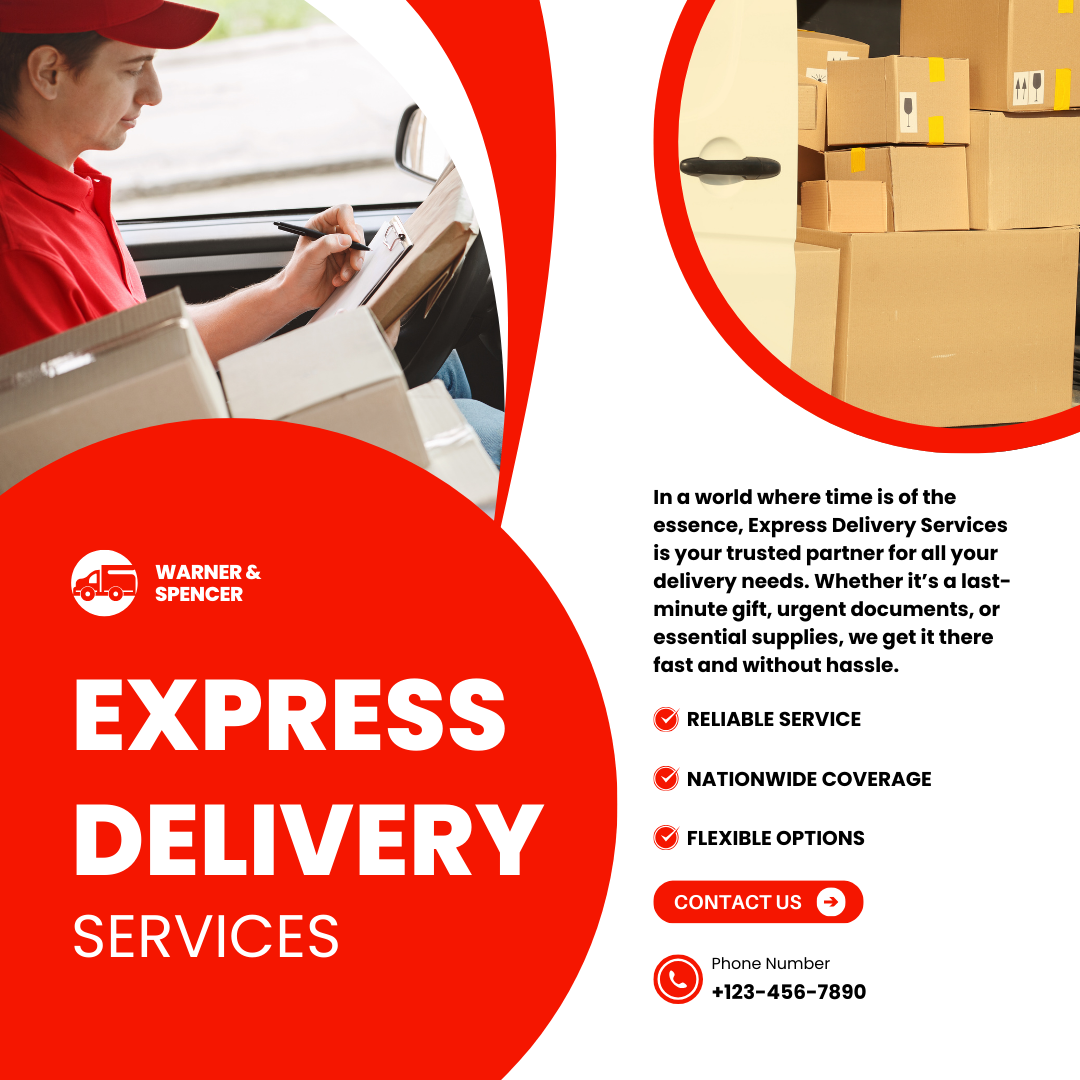 WARNER &
SPENCER
EXPRESS
DELIVERY
SERVICES
In a world where time is of the
essence, Express Delivery Services
is your trusted partner for all your
delivery needs. Whether it’s a last-
minute gift, urgent documents, or
essential supplies, we get it there
fast and without hassle.
RELIABLE SERVICE
NATIONWIDE COVERAGE
FLEXIBLE OPTIONS
CONTACT US
Phone Number
+123-456-7890